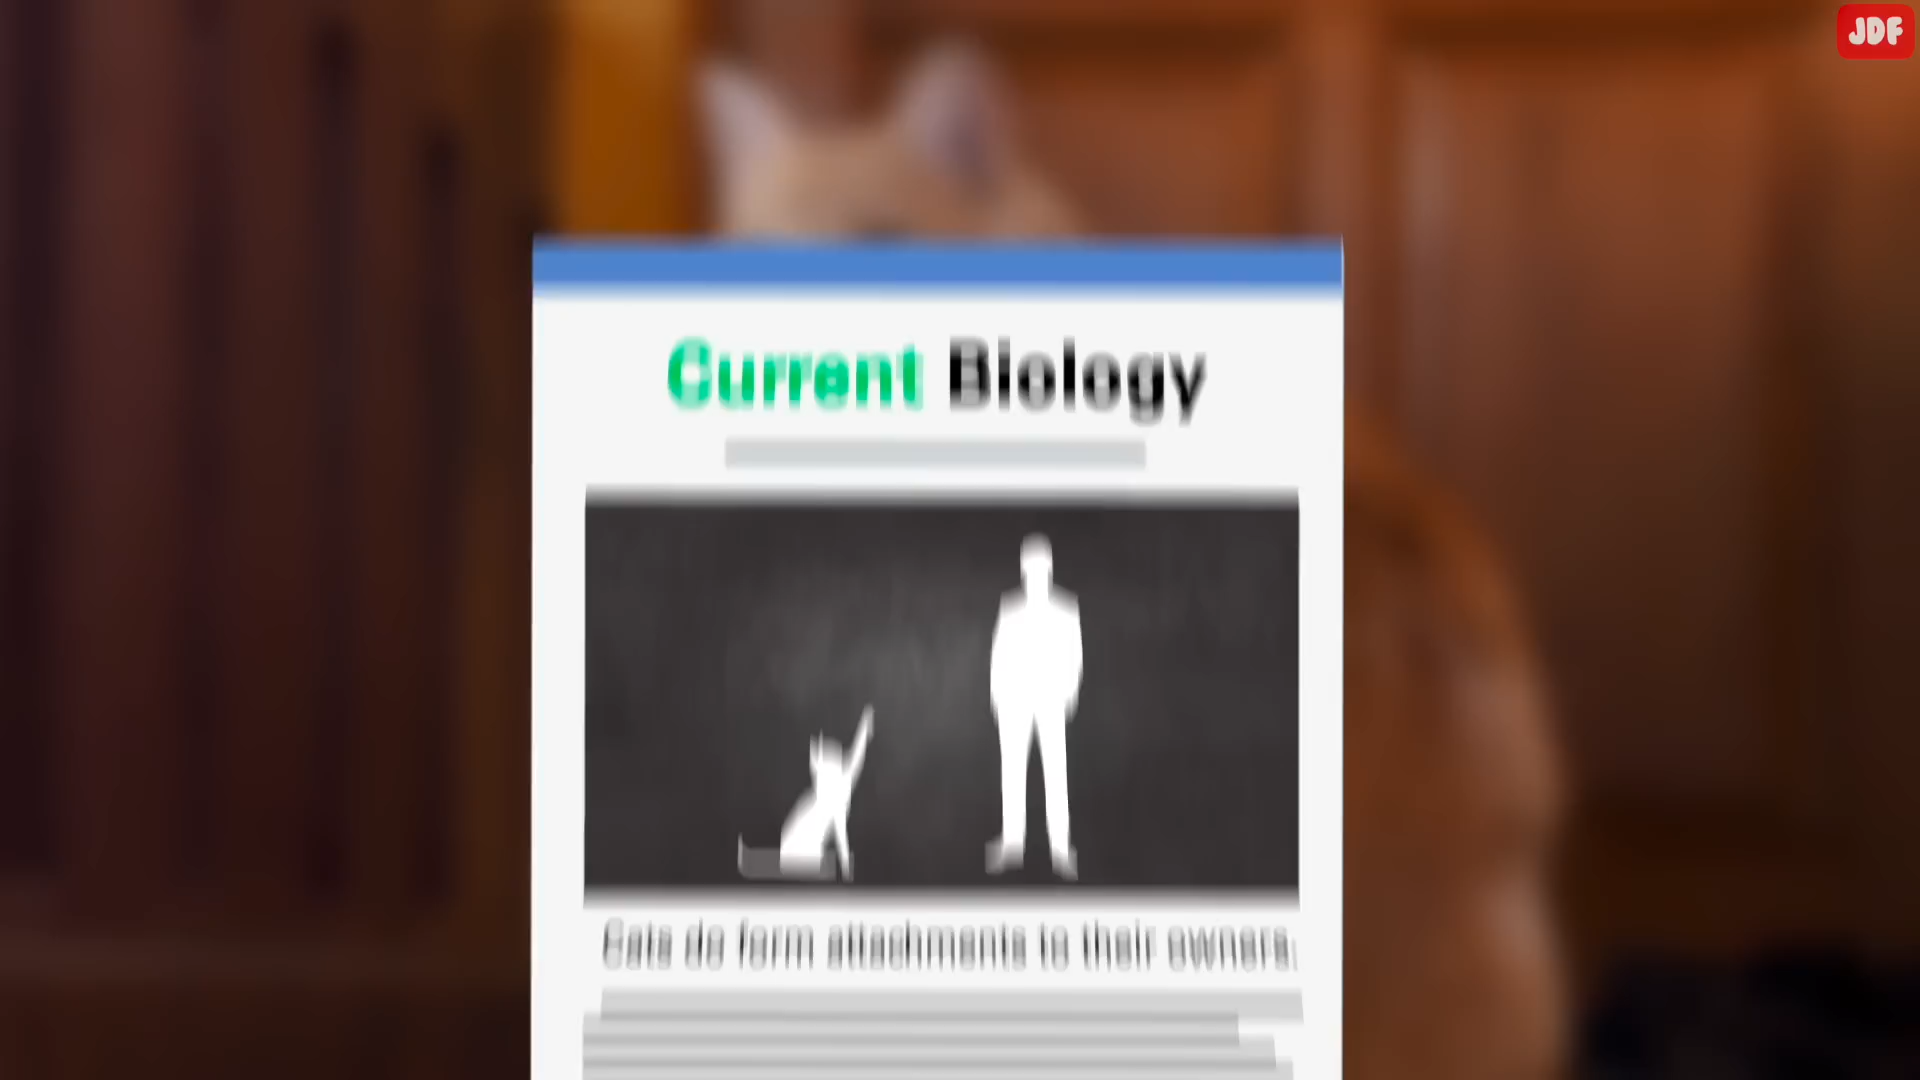 JDF
Current Biology
Cats do form attachments to their owners